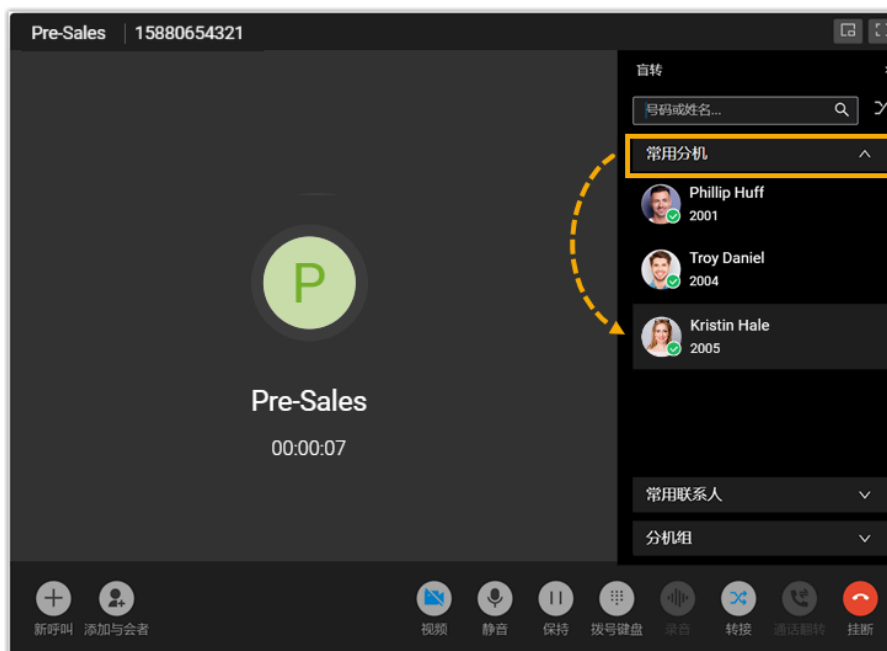 Pre-Sales 15880654321
盲转
号码或姓名...
常用分机
Phillip Huff
2001
Troy Daniel
2004
Kristin Hale
2005
P
Pre-Sales
00:00:07
常用联系人
分机组
新呼叫 添加与会者 视频 静音 保持 拨号键盘 录音 转接 通话翻转 挂断